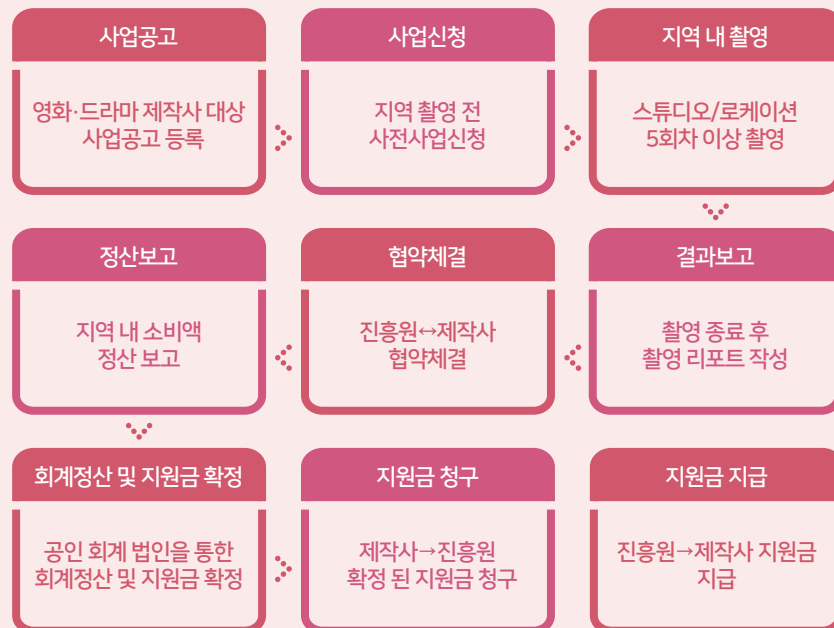 사업공고
영화·드라마 제작사 대상
사업공고 등록
사업신청
지역 촬영 전
사전사업신청
지역 내 촬영
스튜디오/로케이션
5회차 이상 촬영
결과보고
촬영 종료 후
촬영 리포트 작성
협약체결
진흥원↔제작사
협약체결
정산보고
지역 내 소비액
정산 보고
회계정산 및 지원금 확정
공인 회계 법인을 통한
회계정산 및 지원금 확정
지원금 청구
제작사→진흥원
확정 된 지원금 청구
지원금 지급
진흥원→제작사 지원금
지급